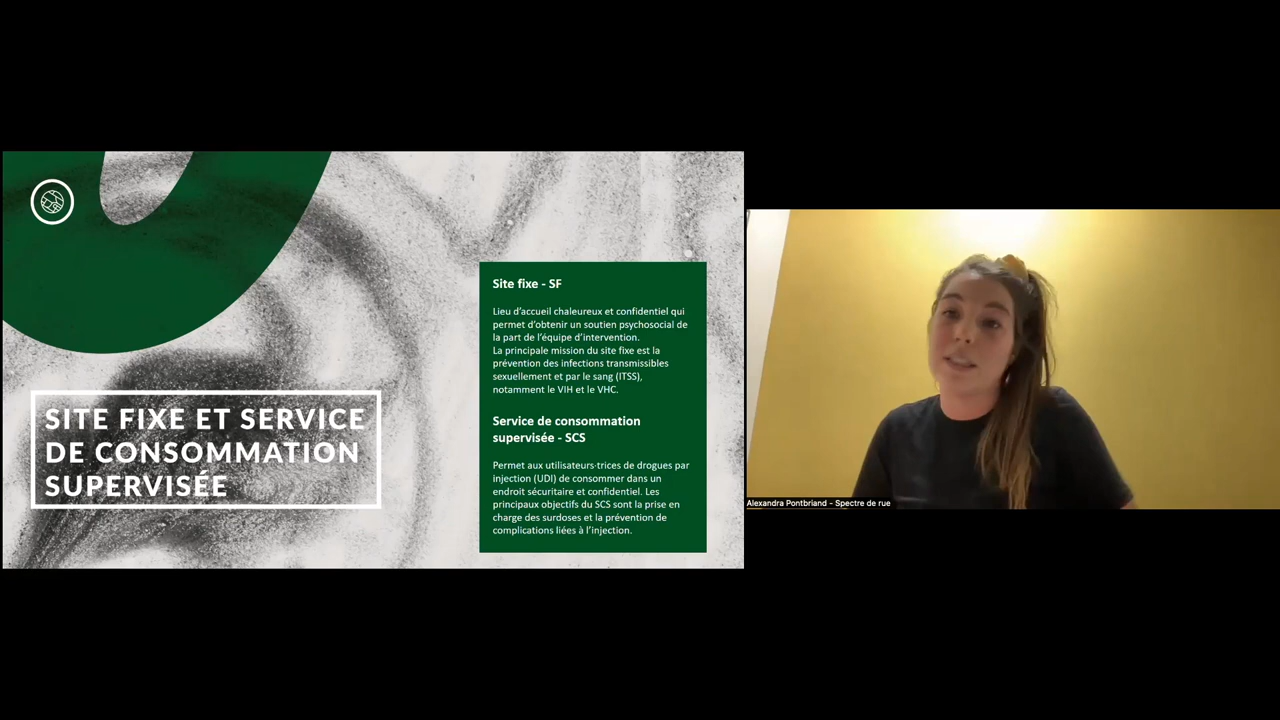 SITE FIXE ET SERVICE
DE CONSOMMATION
SUPERVISÉE
Site fixe - SF
Lieu d'accueil chaleureux et confidentiel qui
permet d'obtenir un soutien psychosocial de
la part de l'équipe d'intervention.
La principale mission du site fixe est la
prévention des infections transmissibles
sexuellement et par le sang (ITSS),
notamment le VIH et le VHC.
Service de consommation
supervisée - SCS
Permet aux utilisateurs·trices de drogues par
injection (UDI) de consommer dans un
endroit sécuritaire et confidentiel. Les
principaux objectifs du SCS sont la prise en
charge des surdoses et la prévention de
complications liées à l'injection.
Alexandra Pontbriand - Spectre de rue